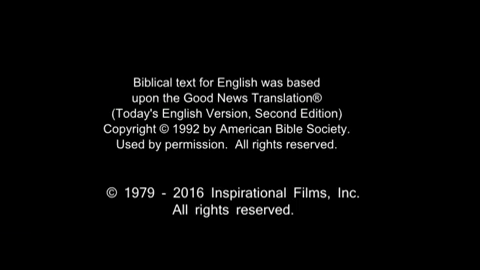 Biblical text for English was based
upon the Good News Translation®
(Today's English Version, Second Edition)
Copyright © 1992 by American Bible Society.
Used by permission. All rights reserved.
© 1979 - 2016 Inspirational Films, Inc.
All rights reserved.